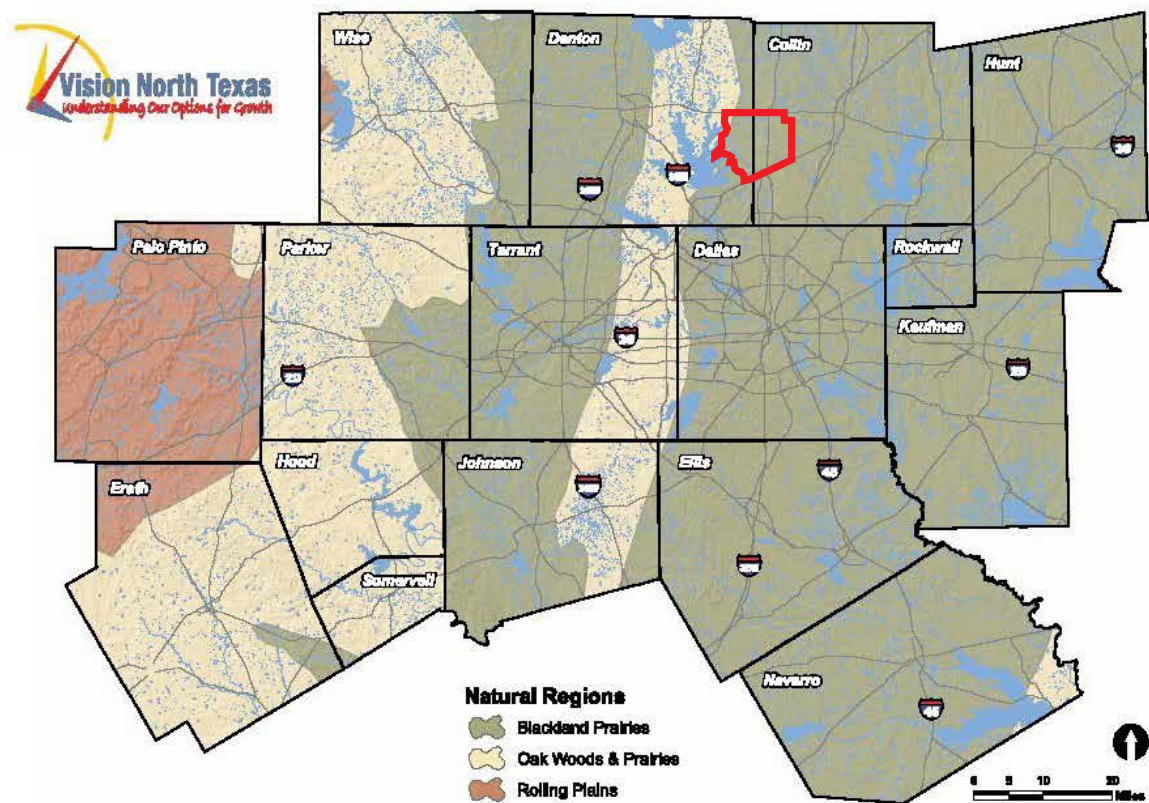 Vision North Texas
Understanding Our Options for Growth
Wise
Denton
Collin
Hunt
Palo Pinto
Parker
Tarrant
Dallas
Rockwall
Kaufman
Erath
Hood
Johnson
Ellis
45
Somervell
Navarro
45
Natural Regions
Blackland Prairies
Oak Woods & Prairies
Rolling Plains
0 5 10 20
Miles